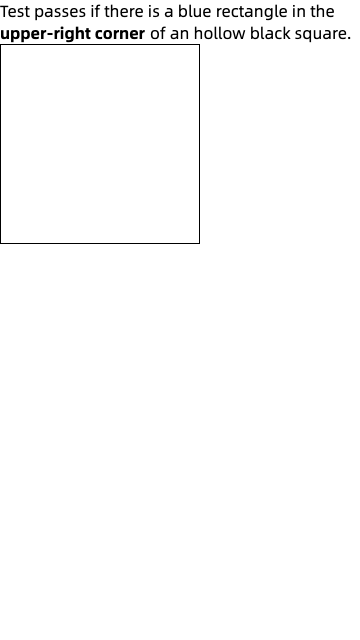 Test passes if there is a blue rectangle in the
upper-right corner of an hollow black square.